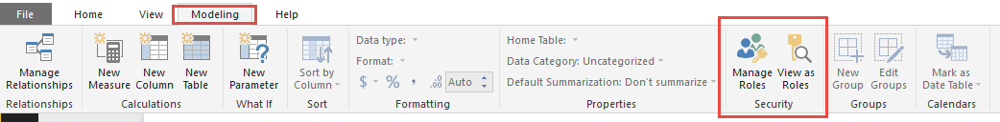 File Home View Modeling Help
Manage Relationships
Relationships
New Measure
New Column
New Table
Calculations
New Parameter
What If
Sort by Column
Sort
Data type:
Format:
$ % , .00 Auto
Formatting
Home Table:
Data Category: Uncategorized
Default Summarization: Don't summarize
Properties
Manage Roles
View as Roles
Security
New Group
Edit Groups
Groups
Mark as Date Table
Calendars